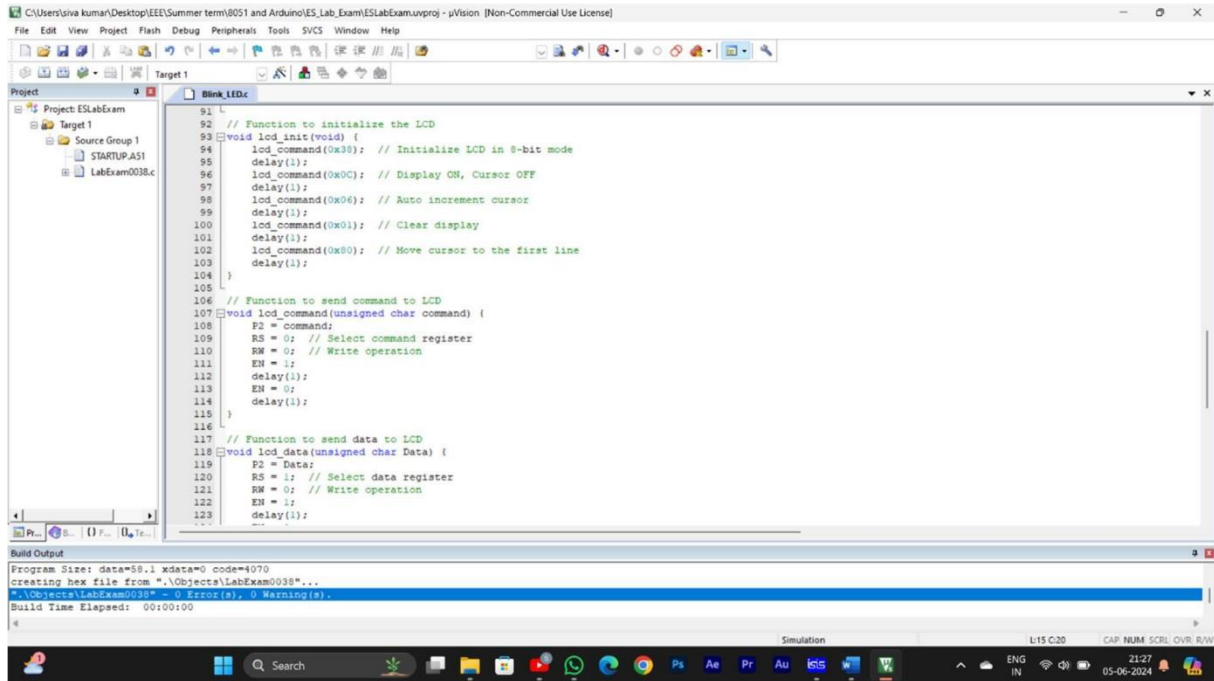 C:\Users\siva kumar\Desktop\EEE\Summer term\8051 and Arduino\ES_Lab_Exam\ESLabExam.uvproj - µVision [Non-Commercial Use License]
File Edit View Project Flash Debug Peripherals Tools SVCS Window Help
Target 1
Project
Project: ESLabExam
Target 1
Source Group 1
STARTUP.A51
LabExam0038.c
Pr... B... {} F... Te...
Blink_LED.c
91
92 // Function to initialize the LCD
93 void lcd_init(void) {
94 lcd_command(0x38); // Initialize LCD in 8-bit mode
95 delay(1);
96 lcd_command(0x0C); // Display ON, Cursor OFF
97 delay(1);
98 lcd_command(0x06); // Auto increment cursor
99 delay(1);
100 lcd_command(0x01); // Clear display
101 delay(1);
102 lcd_command(0x80); // Move cursor to the first line
103 delay(1);
104 }
105
106 // Function to send command to LCD
107 void lcd_command(unsigned char command) {
108 P2 = command;
109 RS = 0; // Select command register
110 RW = 0; // Write operation
111 EN = 1;
112 delay(1);
113 EN = 0;
114 delay(1);
115 }
116
117 // Function to send data to LCD
118 void lcd_data(unsigned char Data) {
119 P2 = Data;
120 RS = 1; // Select data register
121 RW = 0; // Write operation
122 EN = 1;
123 delay(1);
Build Output
Program Size: data=58.1 xdata=0 code=4070
creating hex file from ".\Objects\LabExam0038"...
".\Objects\LabExam0038" - 0 Error(s), 0 Warning(s).
Build Time Elapsed: 00:00:00
Simulation L:15 C:20 CAP NUM SCRL OVR R/W
Search Ps Ae Pr Au isis ENG IN 21:27 05-06-2024